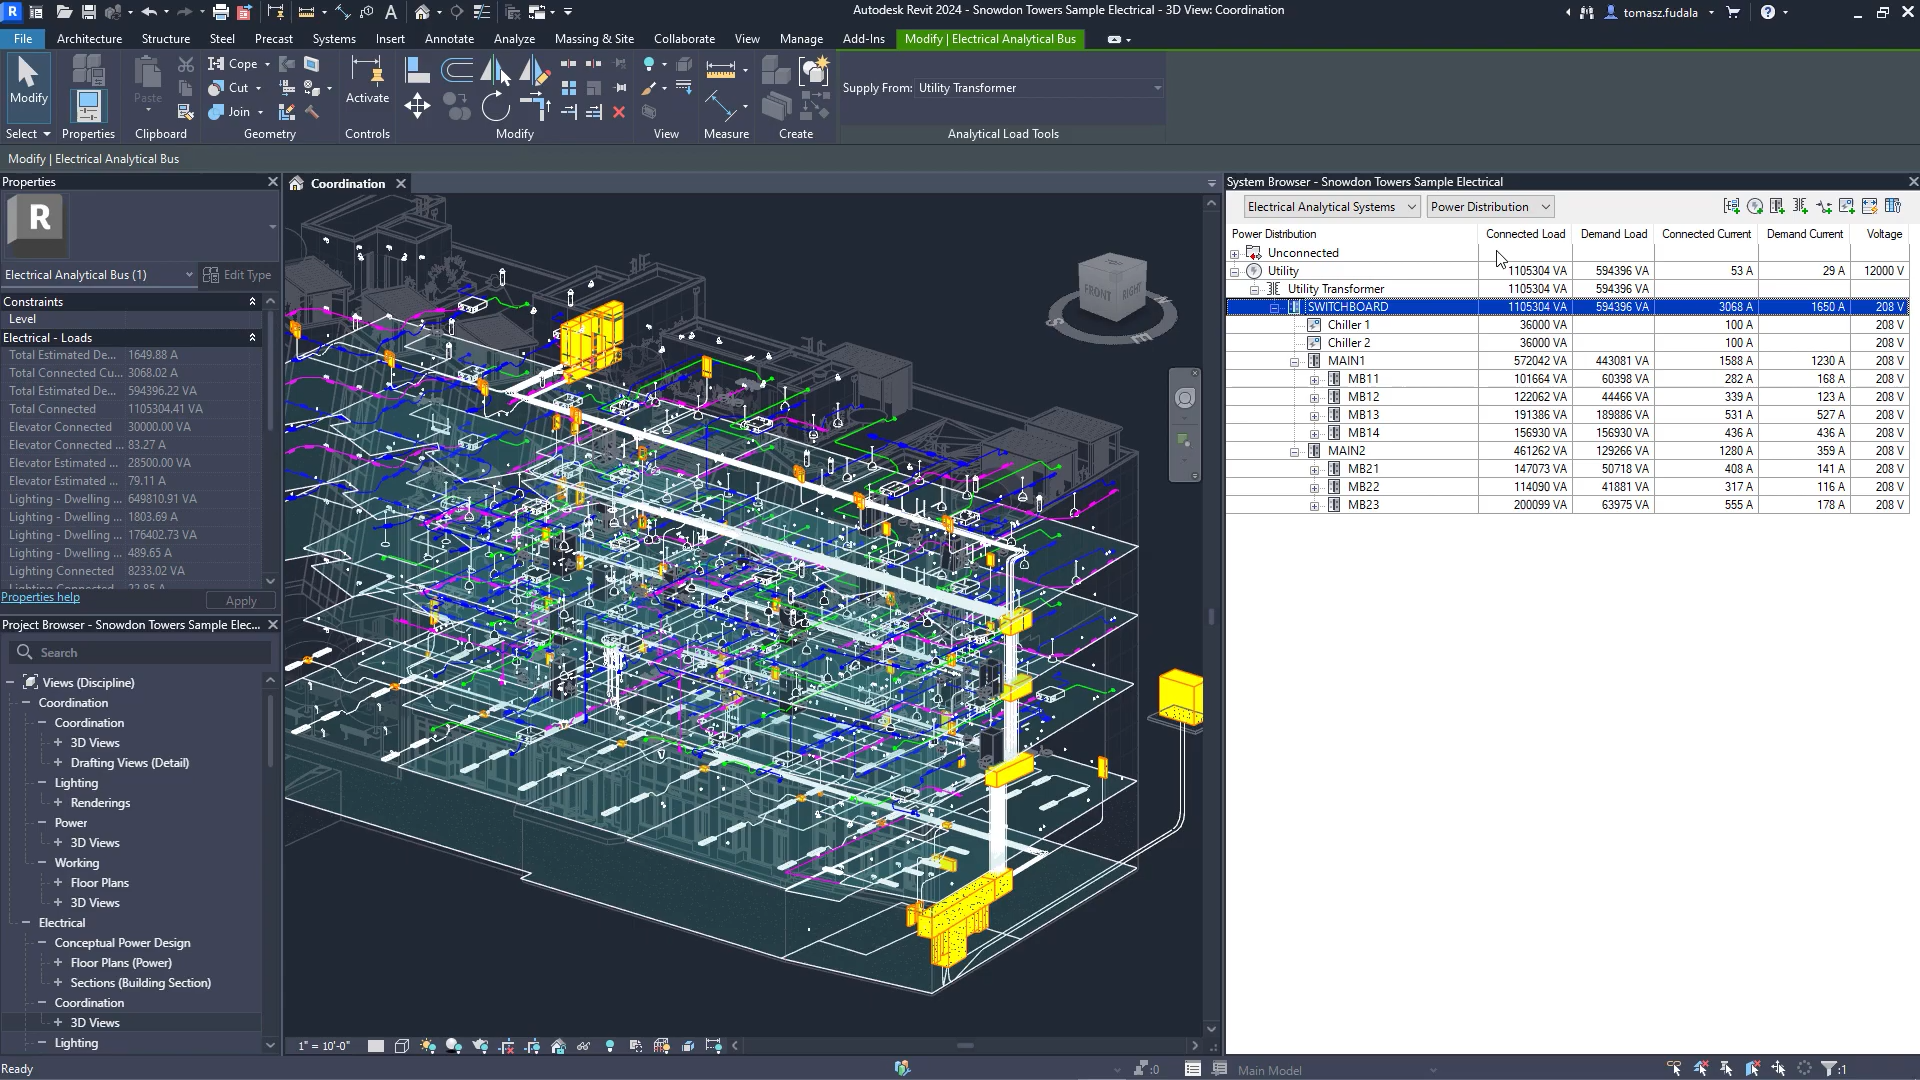 R
Autodesk Revit 2024 - Snowdon Towers Sample Electrical - 3D View: Coordination
tomasz.fudala
File
Architecture
Structure
Steel
Precast
Systems
Insert
Annotate
Analyze
Massing & Site
Collaborate
View
Manage
Add-Ins
Modify | Electrical Analytical Bus
Modify
Paste
Cope
Cut
Join
Activate
Supply From: Utility Transformer
Select
Properties
Clipboard
Geometry
Controls
Modify
View
Measure
Create
Analytical Load Tools
Modify | Electrical Analytical Bus
Properties
R
Electrical Analytical Bus (1)
Edit Type
Constraints
Level
Electrical - Loads
Total Estimated De... 1649.88 A
Total Connected Cu... 3068.02 A
Total Estimated De... 594396.22 VA
Total Connected 1105304.41 VA
Elevator Connected 30000.00 VA
Elevator Connected ... 83.27 A
Elevator Estimated ... 28500.00 VA
Elevator Estimated ... 79.11 A
Lighting - Dwelling ... 649810.91 VA
Lighting - Dwelling ... 1803.69 A
Lighting - Dwelling ... 176402.73 VA
Lighting - Dwelling ... 489.65 A
Lighting Connected 8233.02 VA
Lighting Connected 22.85 A
Properties help
Apply
Project Browser - Snowdon Towers Sample Elec...
Search
Views (Discipline)
Coordination
Coordination
3D Views
Drafting Views (Detail)
Lighting
Renderings
Power
3D Views
Working
Floor Plans
3D Views
Electrical
Conceptual Power Design
Floor Plans (Power)
Sections (Building Section)
Coordination
3D Views
Lighting
Coordination
FRONT
RIGHT
S
E
N
1" = 10'-0"
System Browser - Snowdon Towers Sample Electrical
Electrical Analytical Systems
Power Distribution
Power Distribution Connected Load Demand Load Connected Current Demand Current Voltage
Unconnected
Utility 1105304 VA 594396 VA 53 A 29 A 12000 V
Utility Transformer 1105304 VA 594396 VA
SWITCHBOARD 1105304 VA 594396 VA 3068 A 1650 A 208 V
Chiller 1 36000 VA 100 A 208 V
Chiller 2 36000 VA 100 A 208 V
MAIN1 572042 VA 443081 VA 1588 A 1230 A 208 V
MB11 101664 VA 60398 VA 282 A 168 A 208 V
MB12 122062 VA 44466 VA 339 A 123 A 208 V
MB13 191386 VA 189886 VA 531 A 527 A 208 V
MB14 156930 VA 156930 VA 436 A 436 A 208 V
MAIN2 461262 VA 129266 VA 1280 A 359 A 208 V
MB21 147073 VA 50718 VA 408 A 141 A 208 V
MB22 114090 VA 41881 VA 317 A 116 A 208 V
MB23 200099 VA 63975 VA 555 A 178 A 208 V
Ready
:0
Main Model
:1